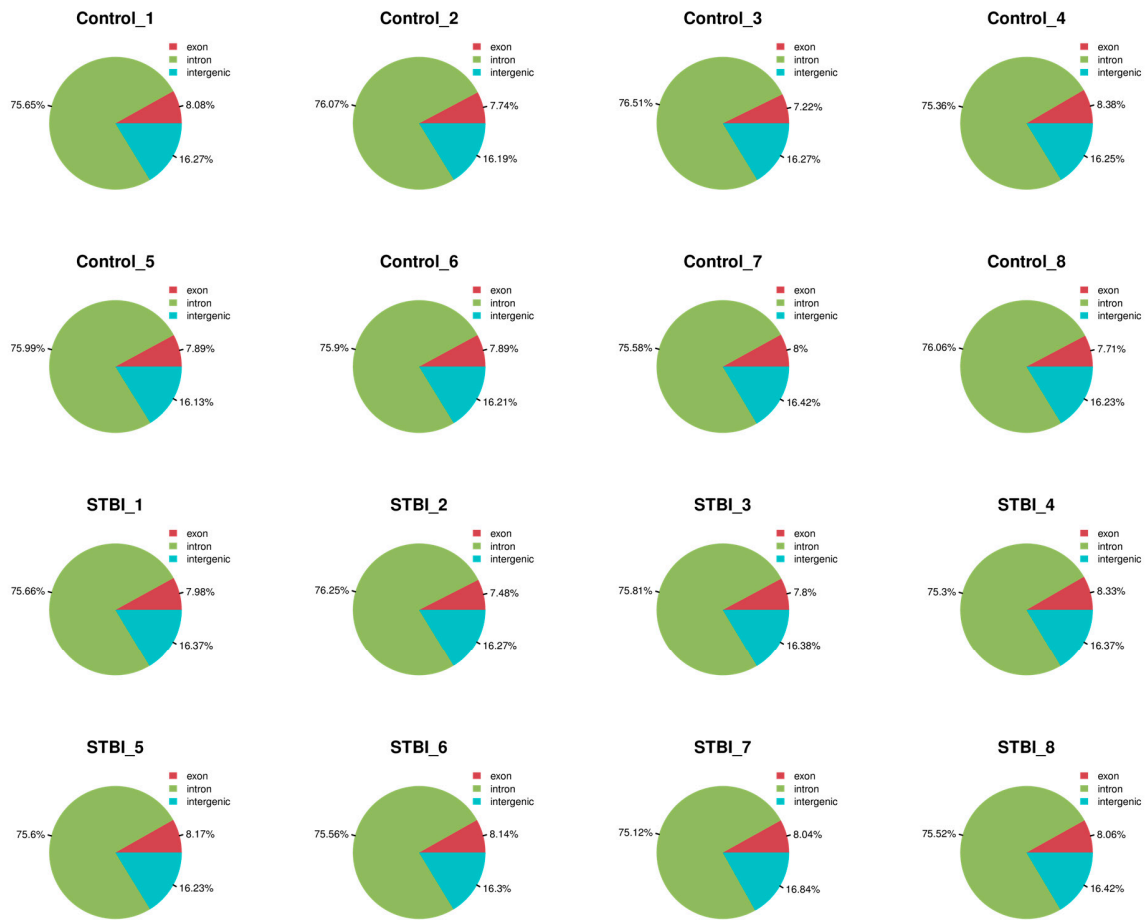 Control_1
exon
intron
intergenic
75.65%
8.08%
16.27%
Control_2
exon
intron
intergenic
76.07%
7.74%
16.19%
Control_3
exon
intron
intergenic
76.51%
7.22%
16.27%
Control_4
exon
intron
intergenic
75.36%
8.38%
16.25%
Control_5
exon
intron
intergenic
75.99%
7.89%
16.13%
Control_6
exon
intron
intergenic
75.9%
7.89%
16.21%
Control_7
exon
intron
intergenic
75.58%
8%
16.42%
Control_8
exon
intron
intergenic
76.06%
7.71%
16.23%
STBI_1
exon
intron
intergenic
75.66%
7.98%
16.37%
STBI_2
exon
intron
intergenic
76.25%
7.48%
16.27%
STBI_3
exon
intron
intergenic
75.81%
7.8%
16.38%
STBI_4
exon
intron
intergenic
75.3%
8.33%
16.37%
STBI_5
exon
intron
intergenic
75.6%
8.17%
16.23%
STBI_6
exon
intron
intergenic
75.56%
8.14%
16.3%
STBI_7
exon
intron
intergenic
75.12%
8.04%
16.84%
STBI_8
exon
intron
intergenic
75.52%
8.06%
16.42%